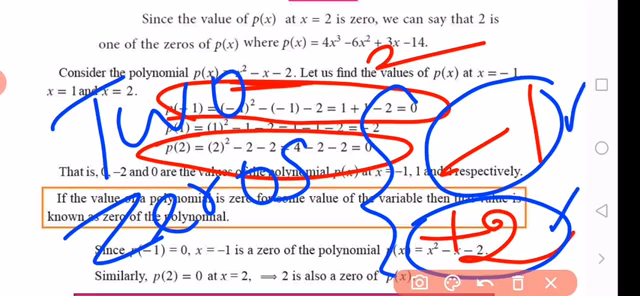 Since the value of p(x) at x = 2 is zero, we can say that 2 is
one of the zeros of p(x) where p(x) = 4x³ −6x² + 3x −14.
Consider the polynomial p(x) = x² − x − 2. Let us find the values of p(x) at x = − 1,
x = 1 and x = 2.
p(− 1) = (− 1)² − (− 1) − 2 = 1 + 1 − 2 = 0
p(1) = (1)² − 1 − 2 = 1 − 1 − 2 = − 2
p(2) = (2)² − 2 − 2 = 4 − 2 − 2 = 0
That is, 0, −2 and 0 are the values of the polynomial p(x) at x = −1, 1 and 2 respectively.
If the value of a polynomial is zero for some value of the variable then that value is
known as zero of the polynomial.
Since p(−1) = 0, x = −1 is a zero of the polynomial p(x) = x² − x − 2.
Similarly, p(2) = 0 at x = 2, ⟹ 2 is also a zero of p(x).
2
Two
Zeros
−1
+2